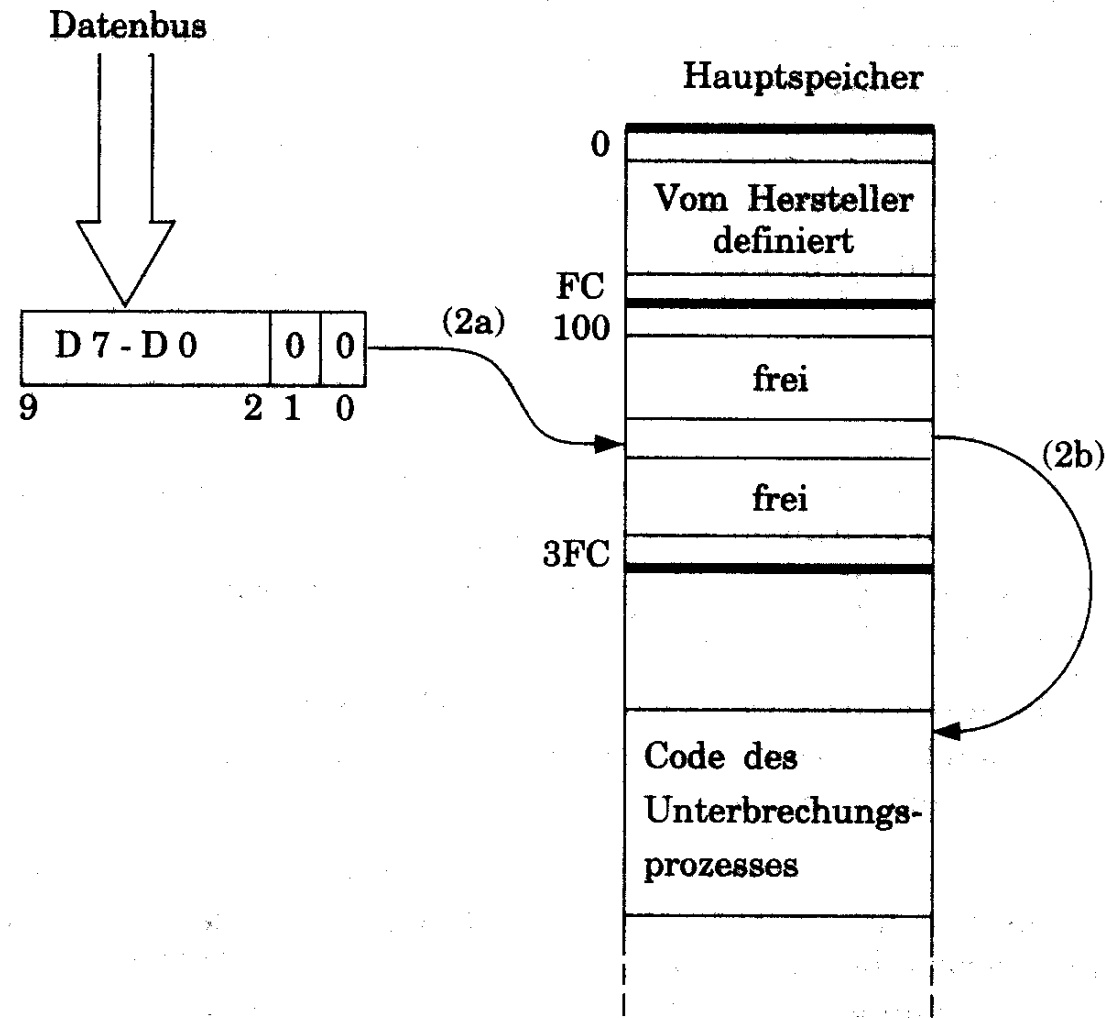 Datenbus
Hauptspeicher
0
Vom Hersteller
definiert
FC
100
D 7 - D 0 0 0
9 2 1 0
(2a)
frei
(2b)
frei
3FC
Code des
Unterbrechungs-
prozesses